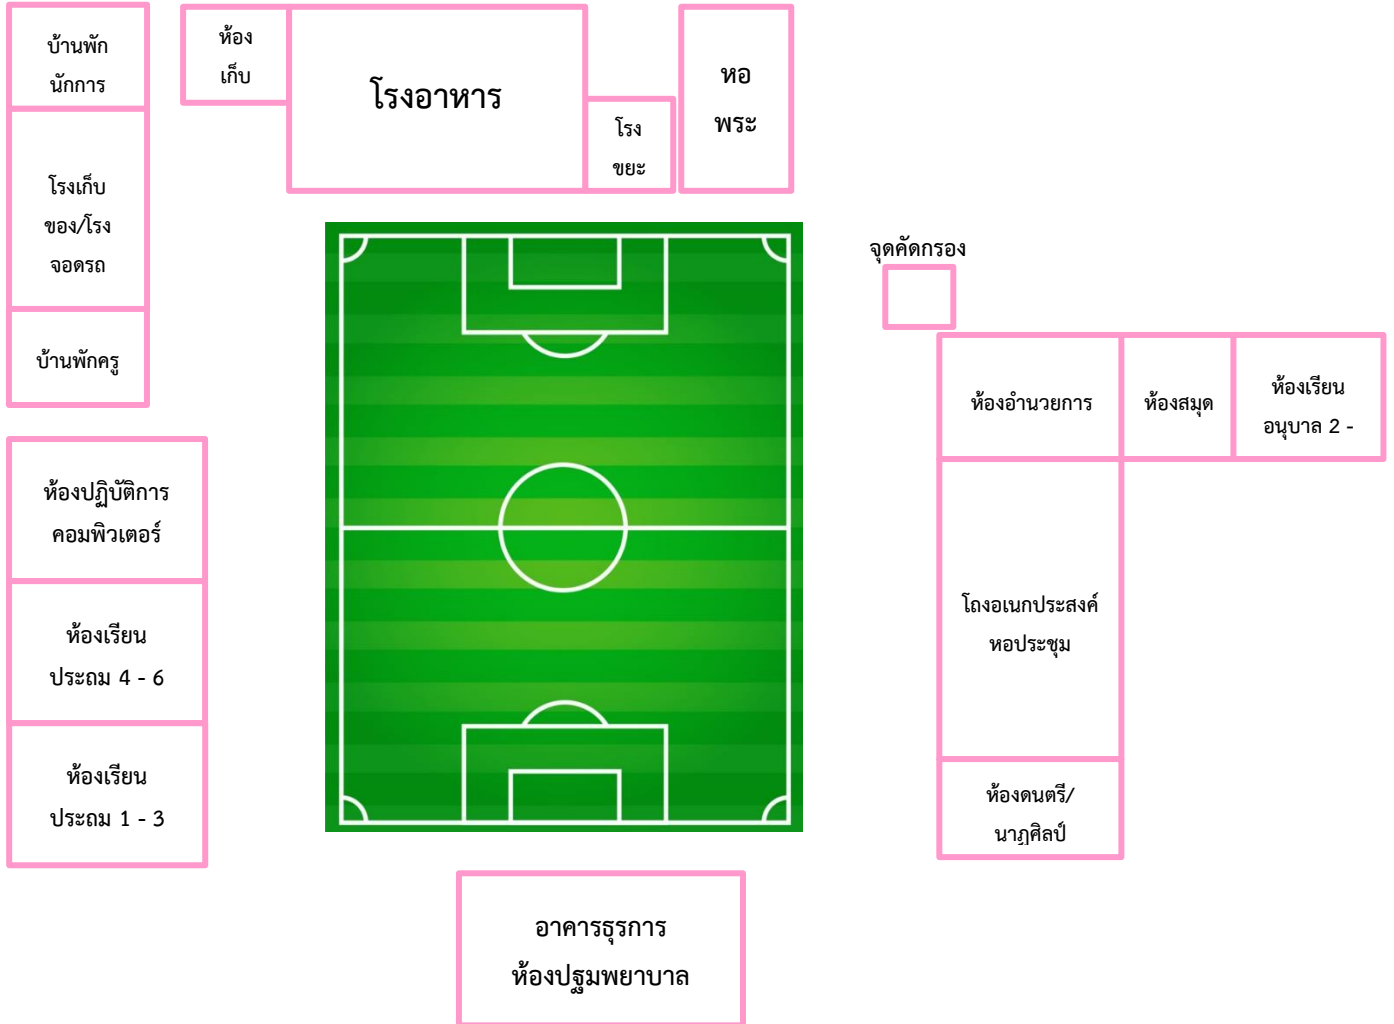 บ้านพัก
นักการ
ห้อง
เก็บ
โรงอาหาร
โรง
ขยะ
หอ
พระ
โรงเก็บ
ของ/โรง
จอดรถ
บ้านพักครู
จุดคัดกรอง
ห้องอำนวยการ
ห้องสมุด
ห้องเรียน
อนุบาล 2 -
ห้องปฏิบัติการ
คอมพิวเตอร์
ห้องเรียน
ประถม 4 - 6
ห้องเรียน
ประถม 1 - 3
โถงอเนกประสงค์
หอประชุม
ห้องดนตรี/
นาฏศิลป์
อาคารธุรการ
ห้องปฐมพยาบาล